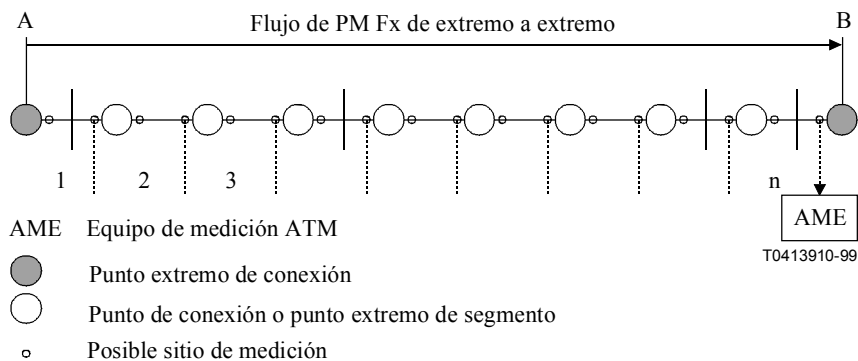 A
Flujo de PM Fx de extremo a extremo
B
1
2
3
n
AME
T0413910-99
AME Equipo de medición ATM
Punto extremo de conexión
Punto de conexión o punto extremo de segmento
Posible sitio de medición